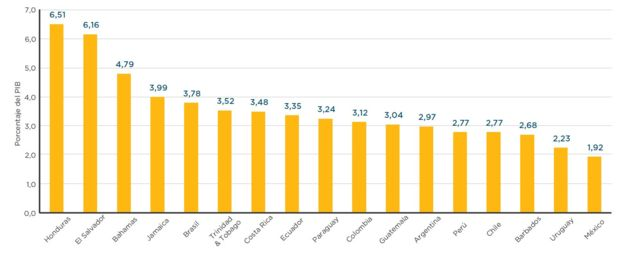 Porcentaje del PIB
7,0
6,0
5,0
4,0
3,0
2,0
1,0
0,0
6,51
6,16
4,79
3,99
3,78
3,52
3,48
3,35
3,24
3,12
3,04
2,97
2,77
2,77
2,68
2,23
1,92
Honduras
El Salvador
Bahamas
Jamaica
Brasil
Trinidad
& Tobago
Costa Rica
Ecuador
Paraguay
Colombia
Guatemala
Argentina
Perú
Chile
Barbados
Uruguay
México